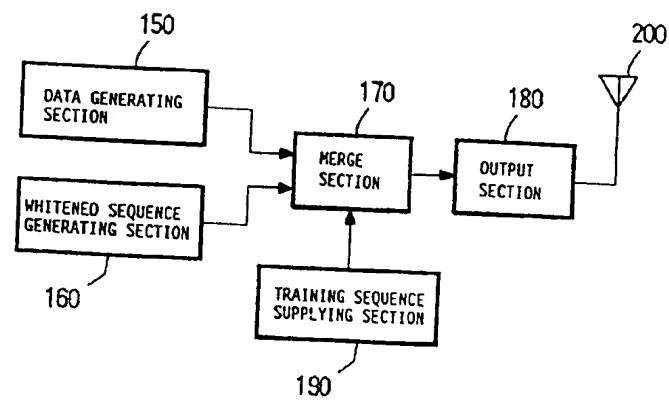 150
DATA GENERATING
SECTION
WHITENED SEQUENCE
GENERATING SECTION
160
170
MERGE
SECTION
180
OUTPUT
SECTION
200
TRAINING SEQUENCE
SUPPLYING SECTION
190